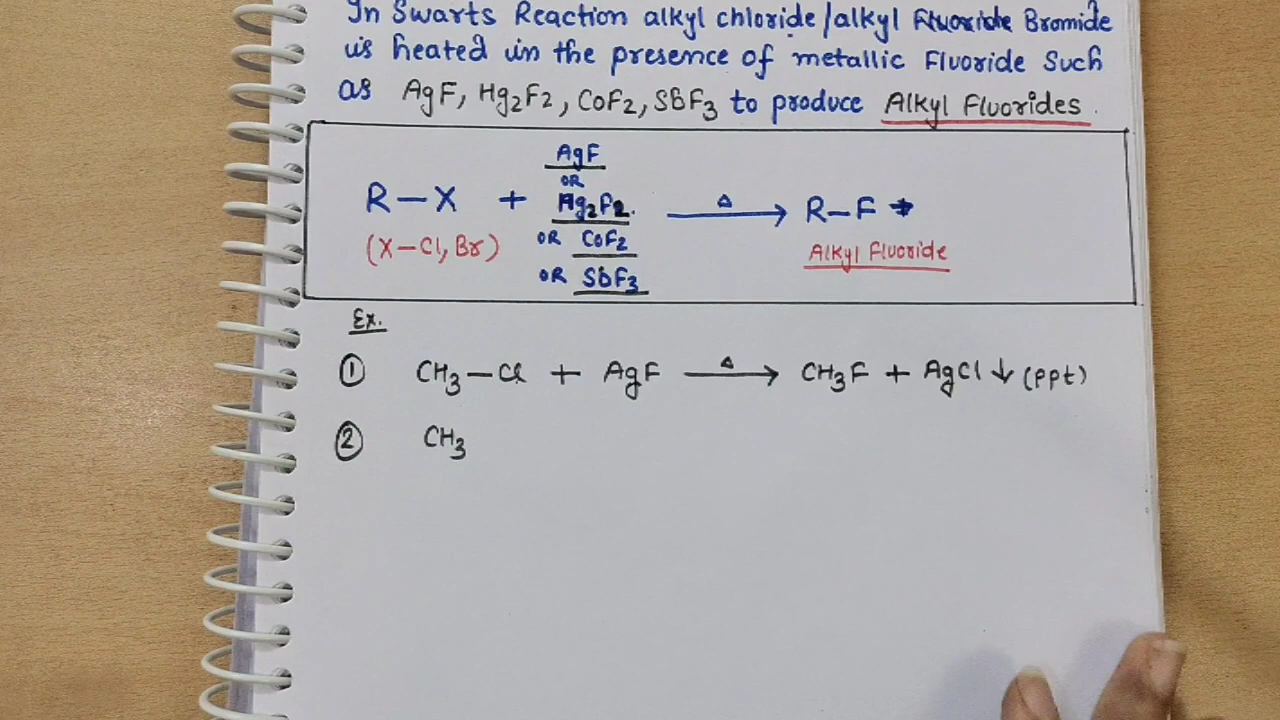 In Swarts Reaction alkyl chloride/alkyl Bromide
is heated in the presence of metallic Fluoride Such
as AgF, Hg2F2, CoF2, SbF3 to produce Alkyl Fluorides.
AgF
OR
R-X + Hg2F2. Δ→ R-F
(X-Cl, Br) OR CoF2 Alkyl Fluoride
OR SbF3
Ex.
① CH3-Cl + AgF Δ→ CH3F + AgCl↓(ppt)
② CH3